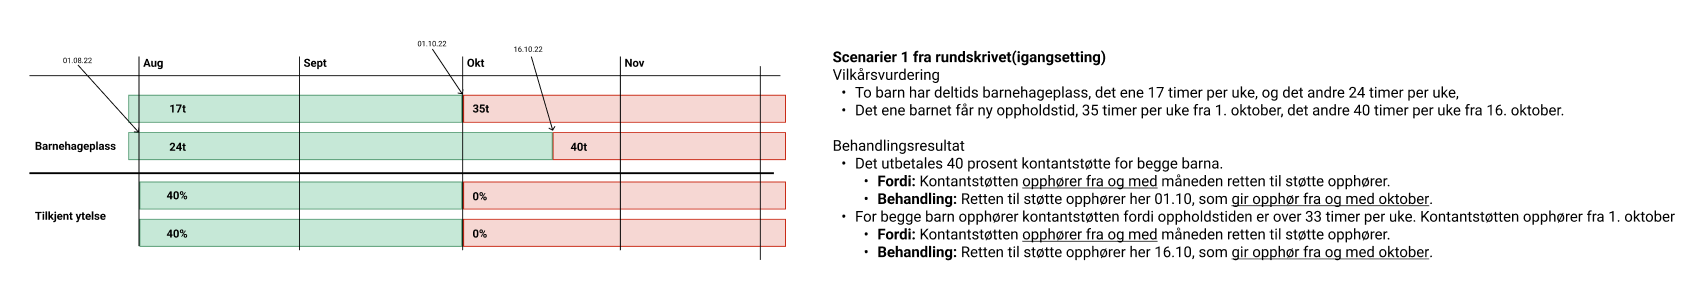 01.10.22
16.10.22
01.08.22
Aug
Sept
Okt
Nov
17t
35t
Barnehageplass
24t
40t
40%
0%
Tilkjent ytelse
40%
0%
Scenarier 1 fra rundskrivet(igangsetting)
Vilkårsvurdering
• To barn har deltids barnehageplass, det ene 17 timer per uke, og det andre 24 timer per uke,
• Det ene barnet får ny oppholdstid, 35 timer per uke fra 1. oktober, det andre 40 timer per uke fra 16. oktober.
Behandlingsresultat
• Det utbetales 40 prosent kontantstøtte for begge barna.
• Fordi: Kontantstøtten opphører fra og med måneden retten til støtte opphører.
• Behandling: Retten til støtte opphører her 01.10, som gir opphør fra og med oktober.
• For begge barn opphører kontantstøtten fordi oppholdstiden er over 33 timer per uke. Kontantstøtten opphører fra 1. oktober
• Fordi: Kontantstøtten opphører fra og med måneden retten til støtte opphører.
• Behandling: Retten til støtte opphører her 16.10, som gir opphør fra og med oktober.